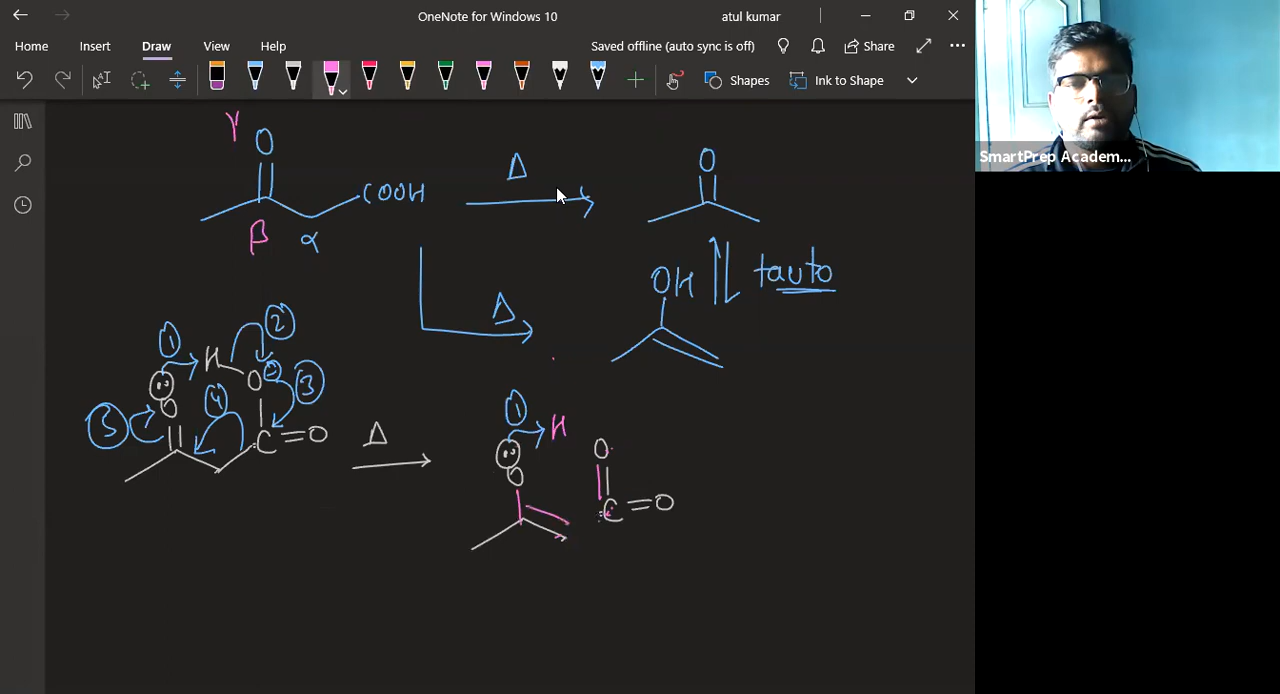 OneNote for Windows 10
atul kumar
Home Insert Draw View Help
Saved offline (auto sync is off)
Share
Shapes
Ink to Shape
SmartPrep Academ...
γ
O
COOH
β
α
Δ
O
OH
tauto
Δ
① H ②
O ③
O
④
③
C=O
Δ
① H
O
O
C=O